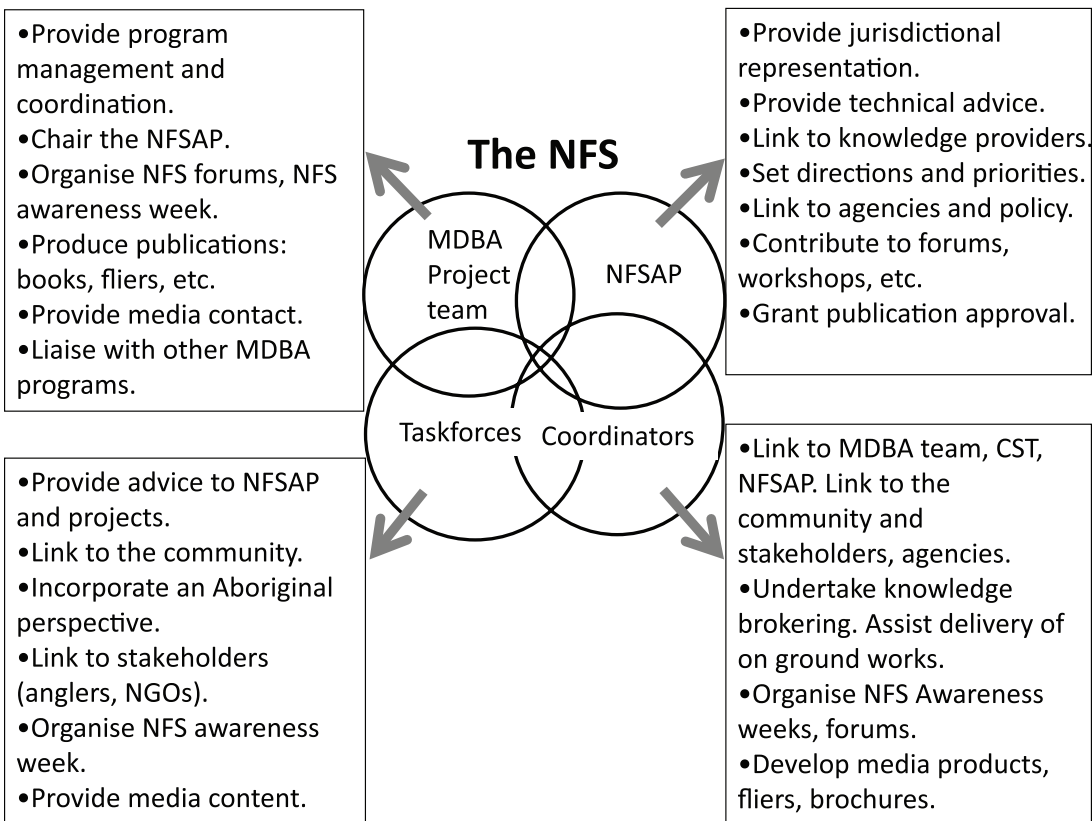 •Provide program
management and
coordination.
•Chair the NFSAP.
•Organise NFS forums, NFS
awareness week.
•Produce publications:
books, fliers, etc.
•Provide media contact.
•Liaise with other MDBA
programs.
The NFS
•Provide jurisdictional
representation.
•Provide technical advice.
•Link to knowledge providers.
•Set directions and priorities.
•Link to agencies and policy.
•Contribute to forums,
workshops, etc.
•Grant publication approval.
MDBA
Project
team
NFSAP
Taskforces
Coordinators
•Provide advice to NFSAP
and projects.
•Link to the community.
•Incorporate an Aboriginal
perspective.
•Link to stakeholders
(anglers, NGOs).
•Organise NFS awareness
week.
•Provide media content.
•Link to MDBA team, CST,
NFSAP. Link to the
community and
stakeholders, agencies.
•Undertake knowledge
brokering. Assist delivery of
on ground works.
•Organise NFS Awareness
weeks, forums.
•Develop media products,
fliers, brochures.